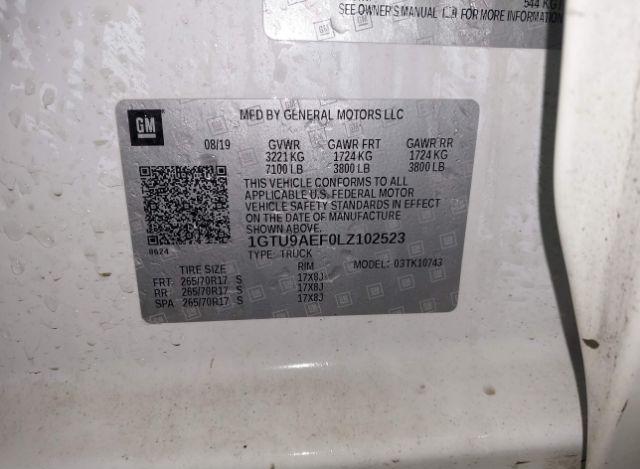 544 KG
SEE OWNER'S MANUAL FOR MORE INFORMATION
GM
MFD BY GENERAL MOTORS LLC
08/19 GVWR GAWR FRT GAWR RR
3221 KG 1724 KG 1724 KG
7100 LB 3800 LB 3800 LB
THIS VEHICLE CONFORMS TO ALL
APPLICABLE U.S. FEDERAL MOTOR
VEHICLE SAFETY STANDARDS IN EFFECT
ON THE DATE OF MANUFACTURE
SHOWN ABOVE.
1GTU9AEF0LZ102523
0624
TYPE: TRUCK MODEL: 03TK10743
TIRE SIZE RIM
FRT 265/70R17 S 17X8J
RR 265/70R17 S 17X8J
SPA 265/70R17 S 17X8J